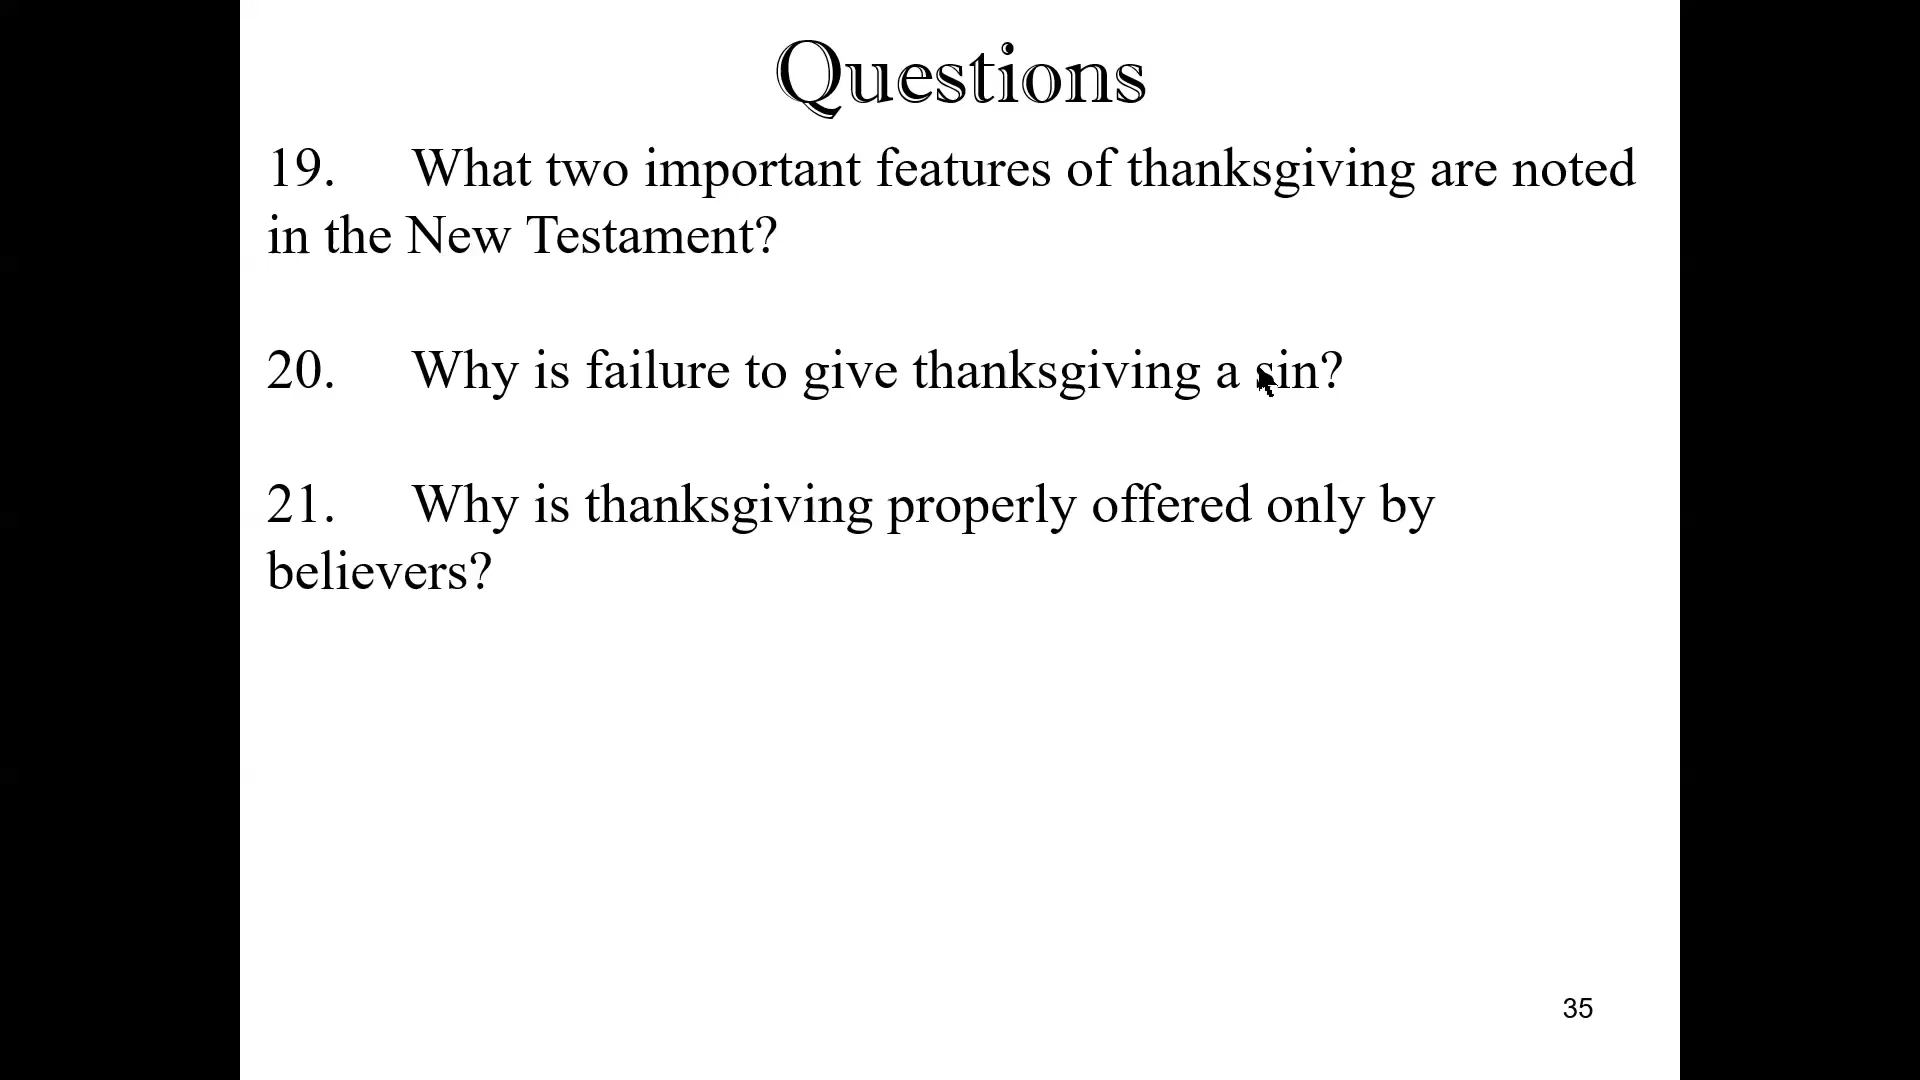 Questions
19. What two important features of thanksgiving are noted
in the New Testament?
20. Why is failure to give thanksgiving a sin?
21. Why is thanksgiving properly offered only by
believers?
35